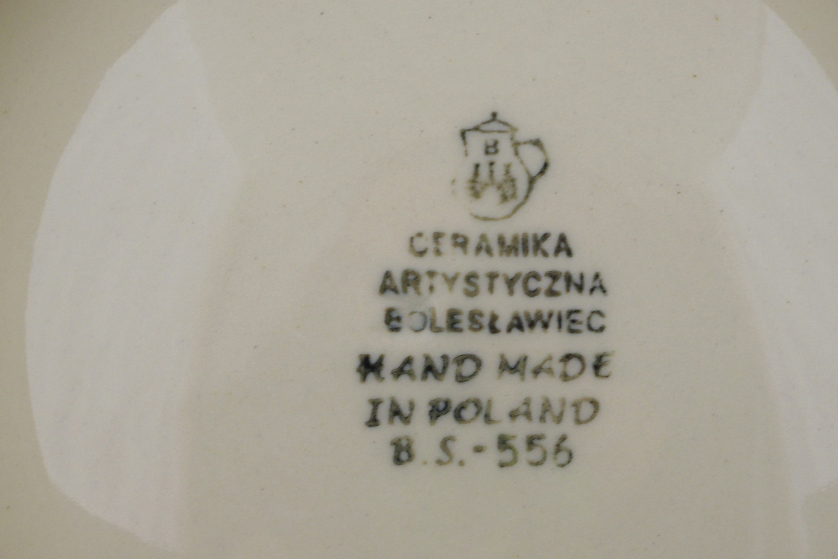 B
CERAMIKA
ARTYSTYCZNA
BOLESŁAWIEC
HAND MADE
IN POLAND
B.S.-556